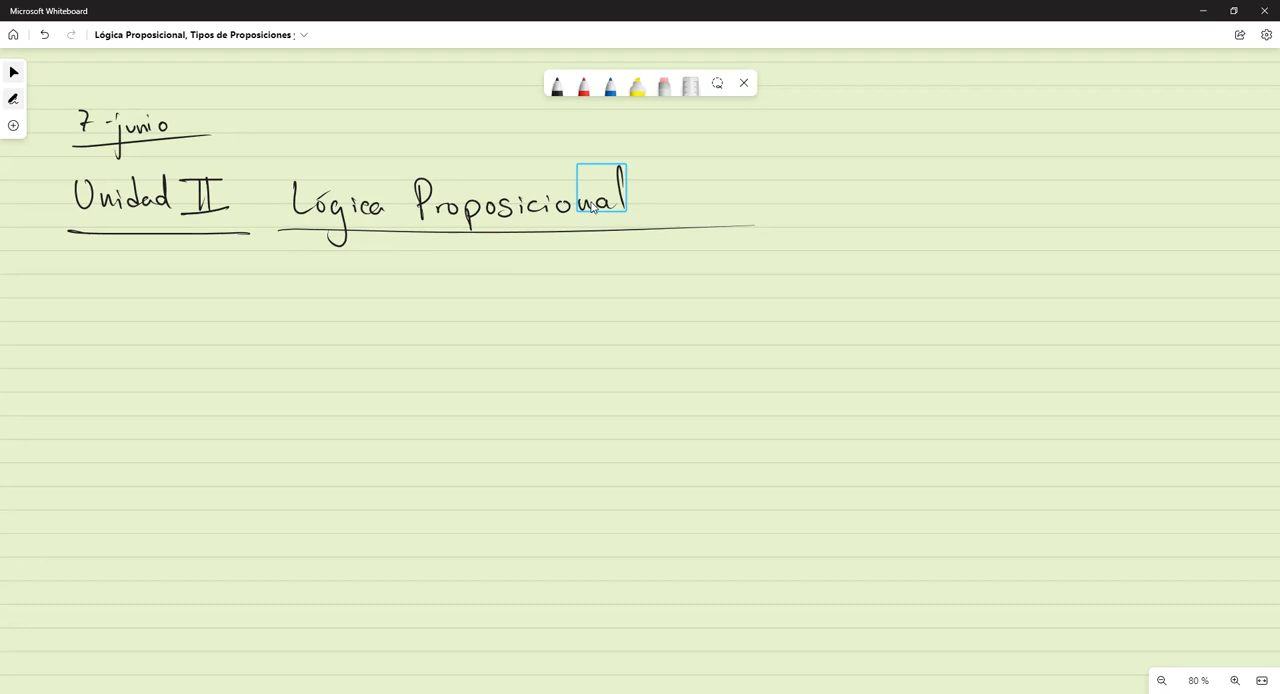 Microsoft Whiteboard
Lógica Proposicional, Tipos de Proposiciones ;
7 - junio
Unidad II Lógica Proposicional
80 %